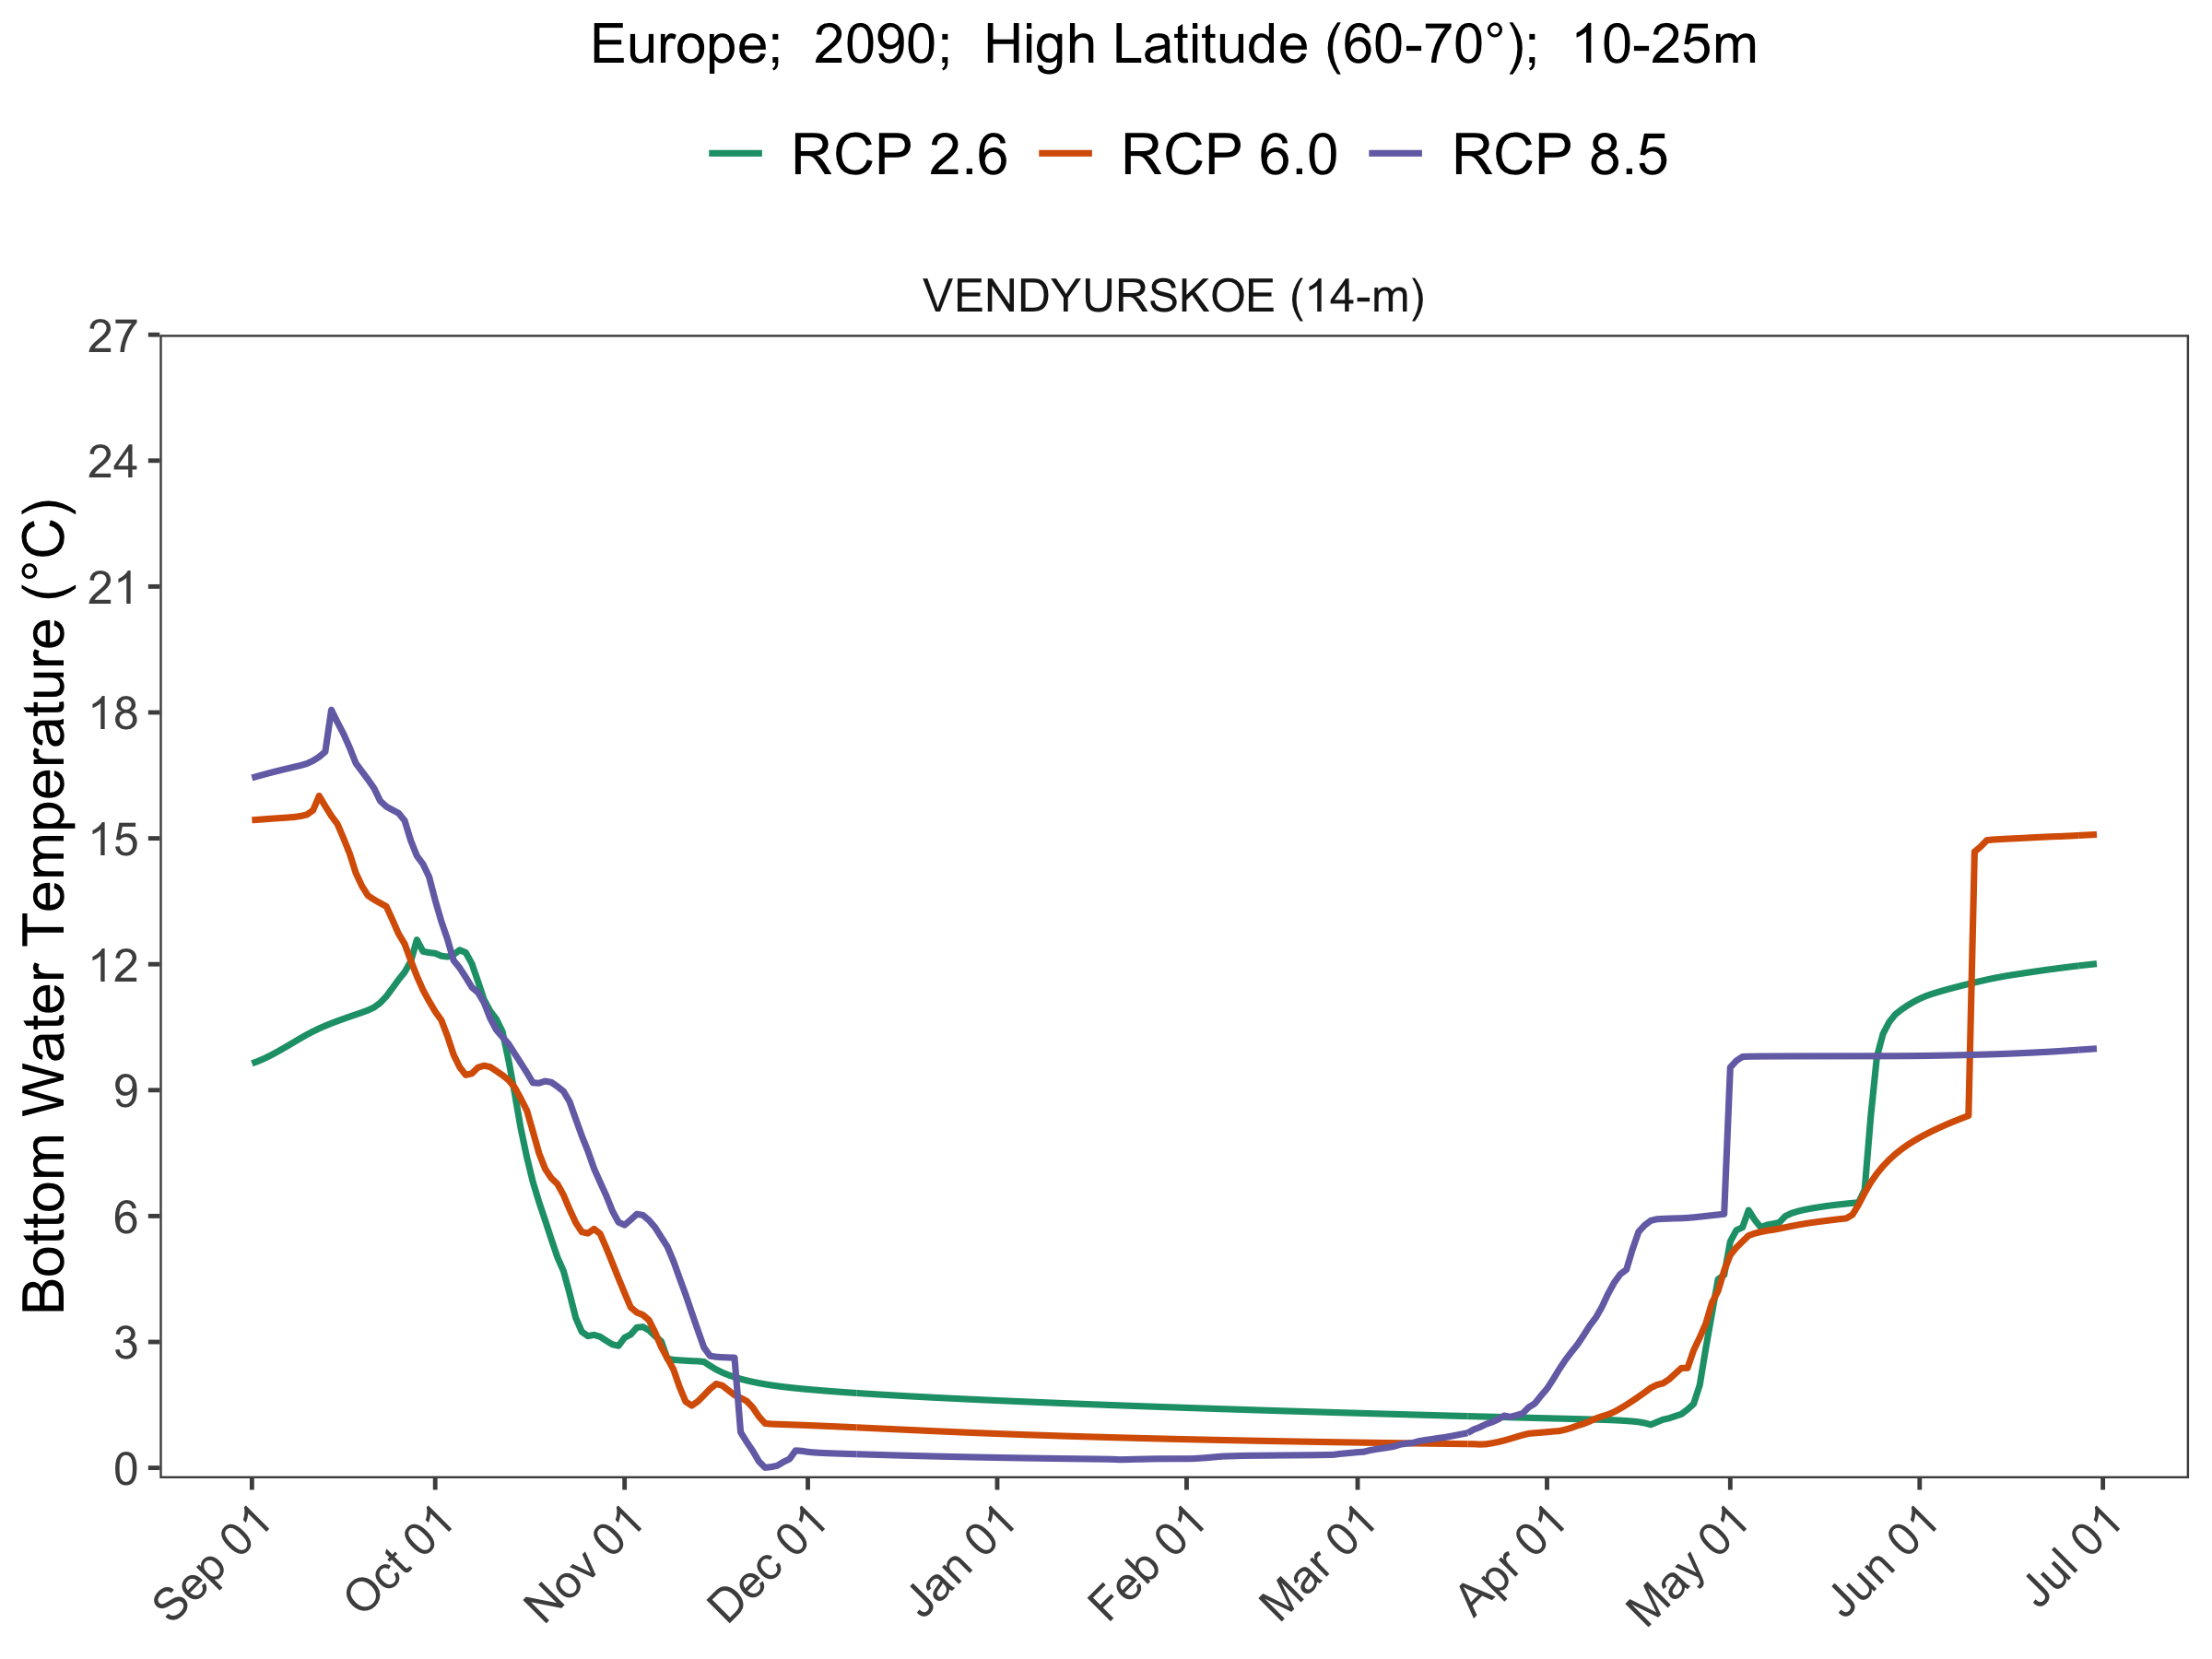 Europe; 2090; High Latitude (60-70°); 10-25m
RCP 2.6 RCP 6.0 RCP 8.5
VENDYURSKOE (14-m)
Bottom Water Temperature (°C)
27
24
21
18
15
12
9
6
3
0
Sep 01 Oct 01 Nov 01 Dec 01 Jan 01 Feb 01 Mar 01 Apr 01 May 01 Jun 01 Jul 01